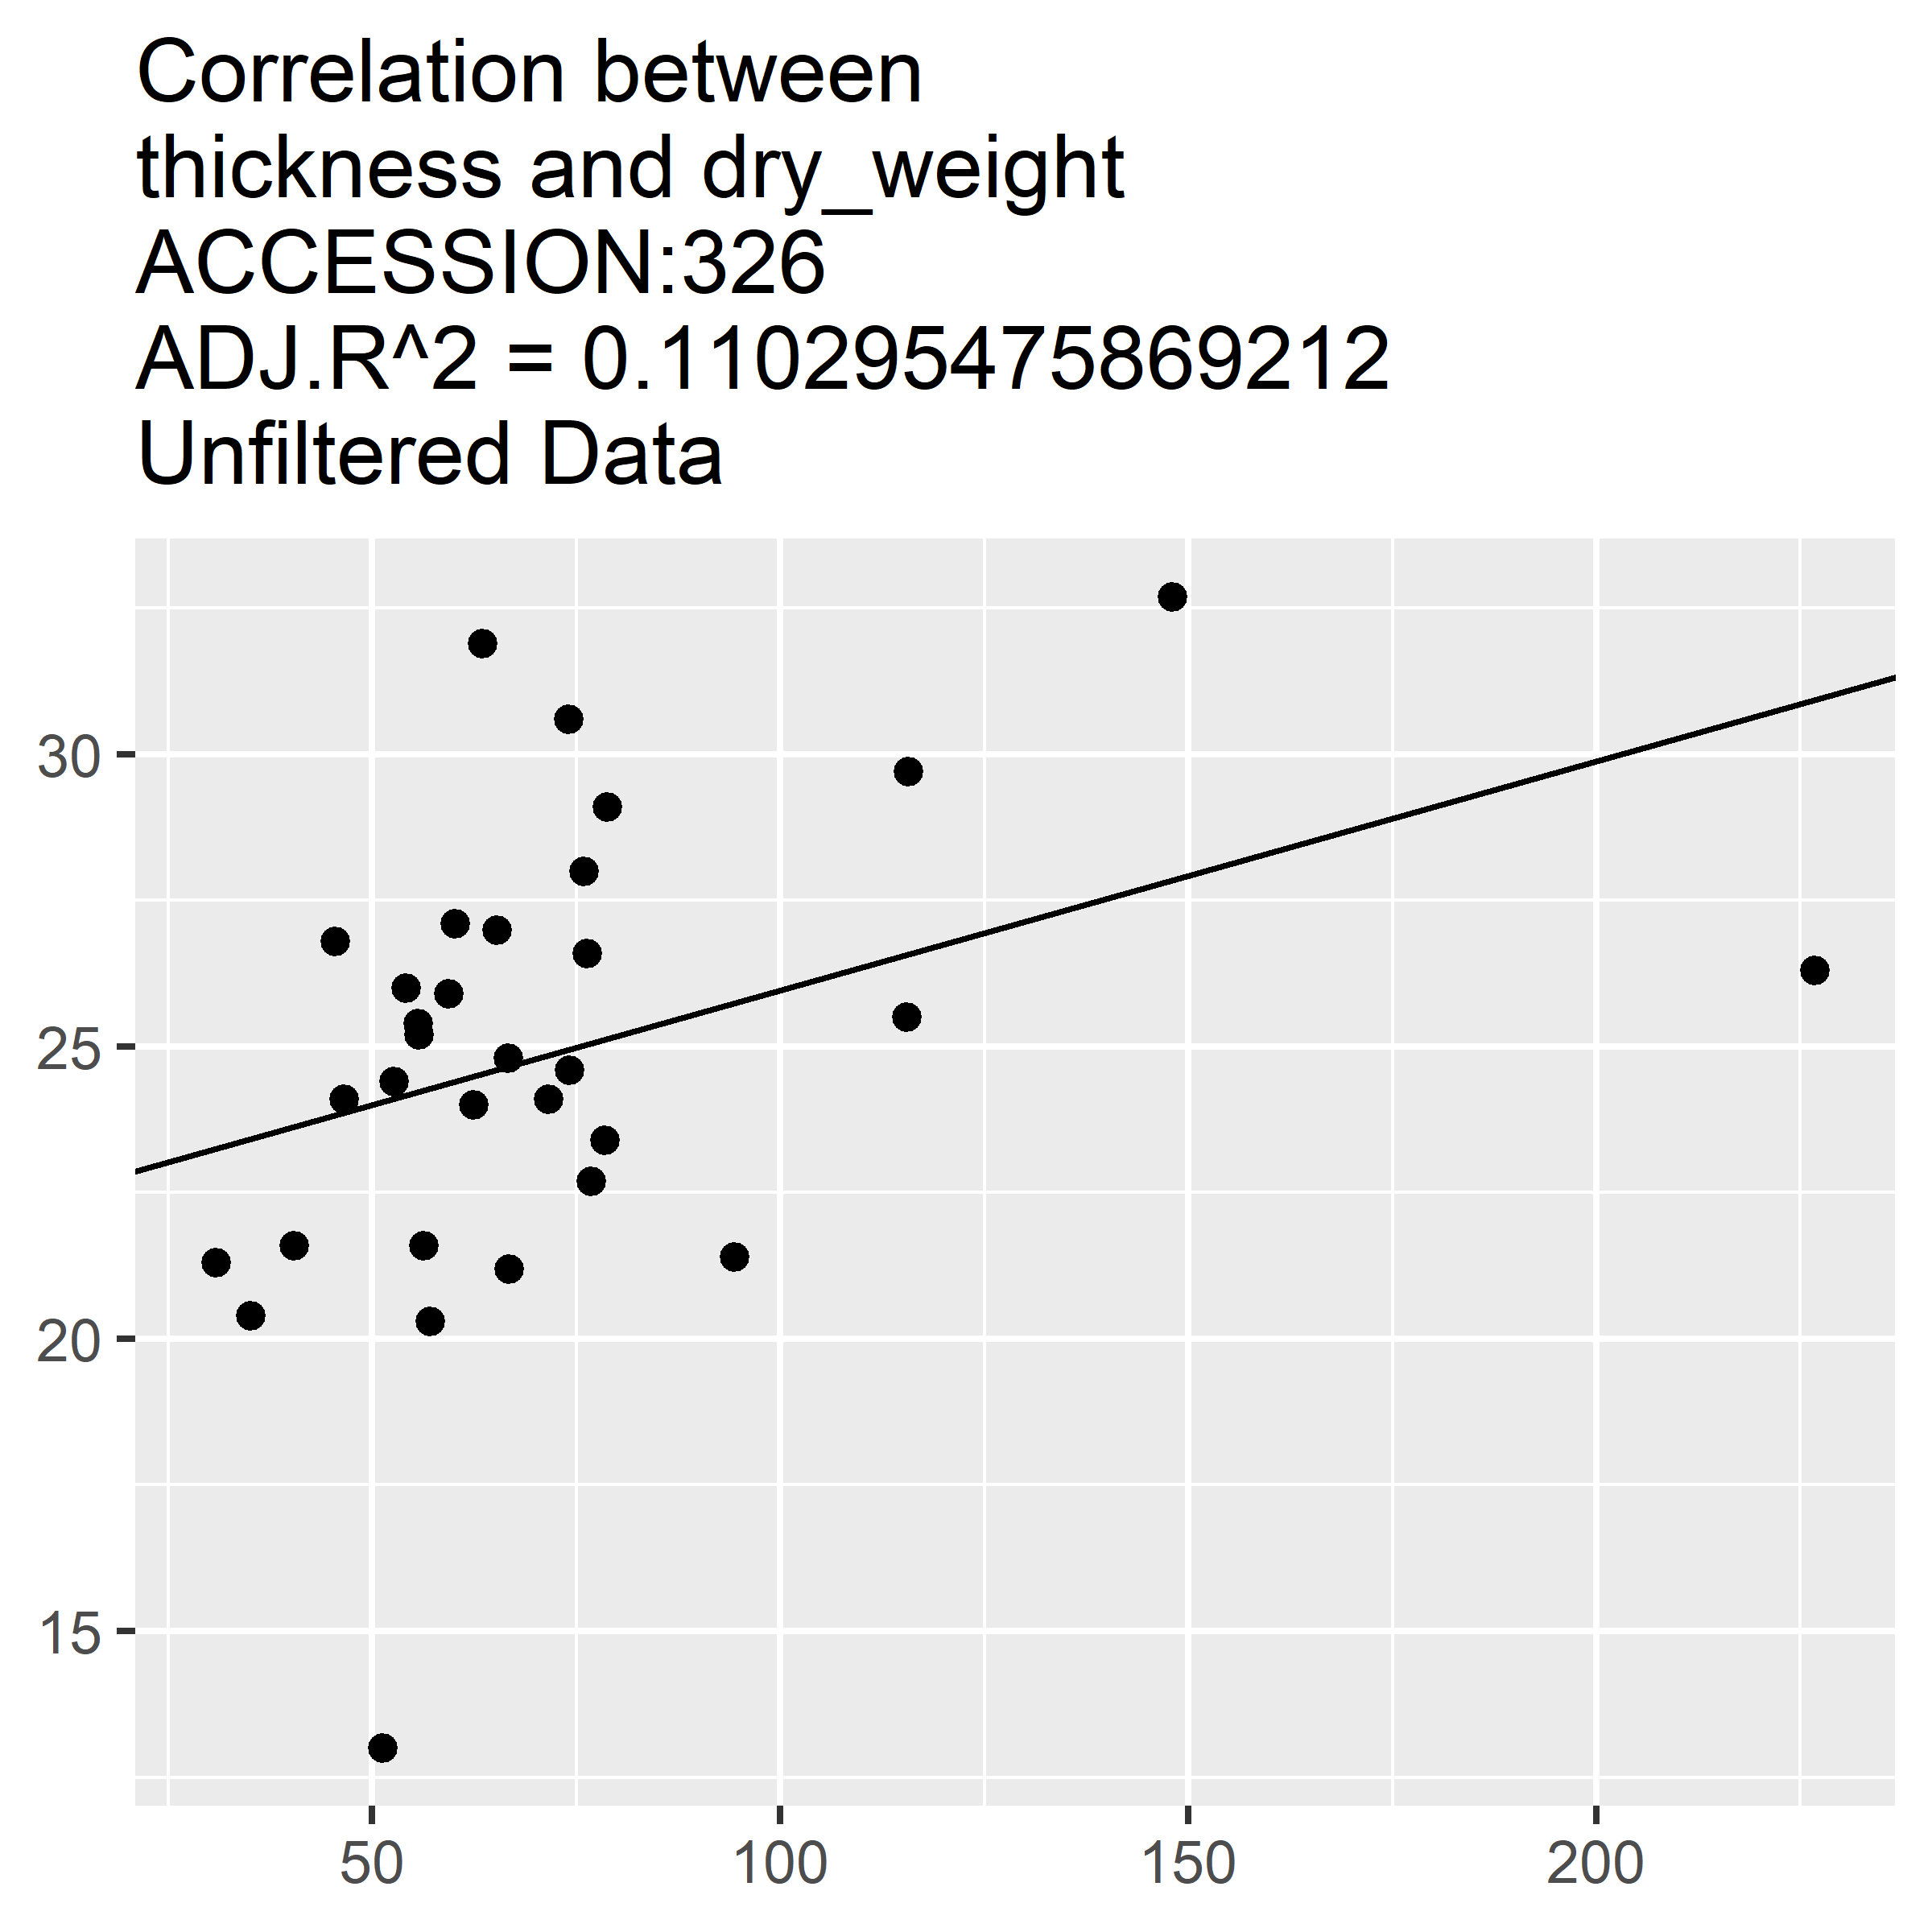 Correlation between
thickness and dry_weight
ACCESSION:326
ADJ.R^2 = 0.110295475869212
Unfiltered Data
30
25
20
15
50 100 150 200